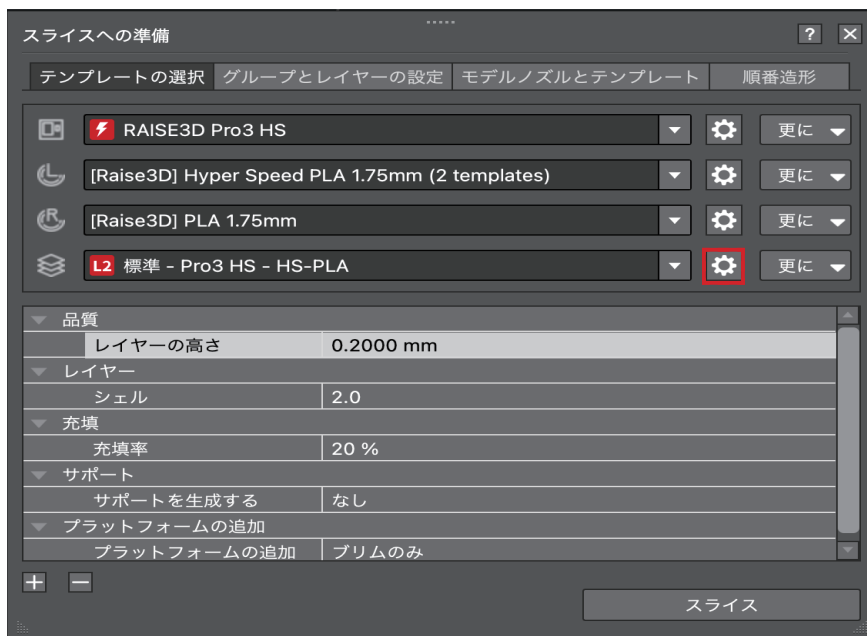 スライスへの準備
?
テンプレートの選択 グループとレイヤーの設定 モデルノズルとテンプレート 順番造形
RAISE3D Pro3 HS 更に
L [Raise3D] Hyper Speed PLA 1.75mm (2 templates) 更に
R [Raise3D] PLA 1.75mm 更に
L2 標準 - Pro3 HS - HS-PLA 更に
品質
レイヤーの高さ 0.2000 mm
レイヤー
シェル 2.0
充填
充填率 20 %
サポート
サポートを生成する なし
プラットフォームの追加
プラットフォームの追加 ブリムのみ
スライス